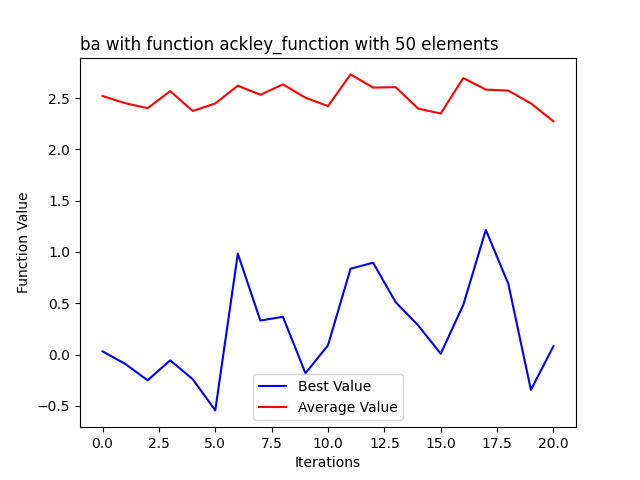 ba with function ackley_function with 50 elements
Function Value
2.5
2.0
1.5
1.0
0.5
0.0
−0.5
Best Value
Average Value
0.0 2.5 5.0 7.5 10.0 12.5 15.0 17.5 20.0
Iterations